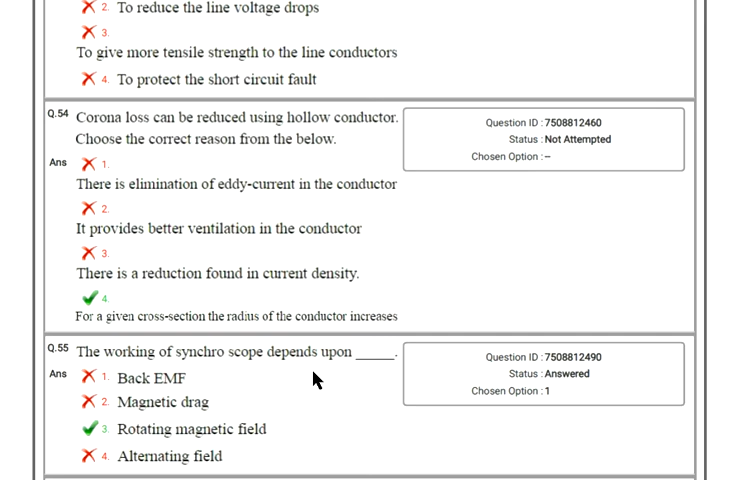 2. To reduce the line voltage drops
3.
To give more tensile strength to the line conductors
4. To protect the short circuit fault
Q.54 Corona loss can be reduced using hollow conductor.
Choose the correct reason from the below.
Question ID : 7508812460
Status : Not Attempted
Chosen Option : --
Ans 1.
There is elimination of eddy-current in the conductor
2.
It provides better ventilation in the conductor
3.
There is a reduction found in current density.
4.
For a given cross-section the radius of the conductor increases
Q.55 The working of synchro scope depends upon _____.
Question ID : 7508812490
Status : Answered
Chosen Option : 1
Ans 1. Back EMF
2. Magnetic drag
3. Rotating magnetic field
4. Alternating field